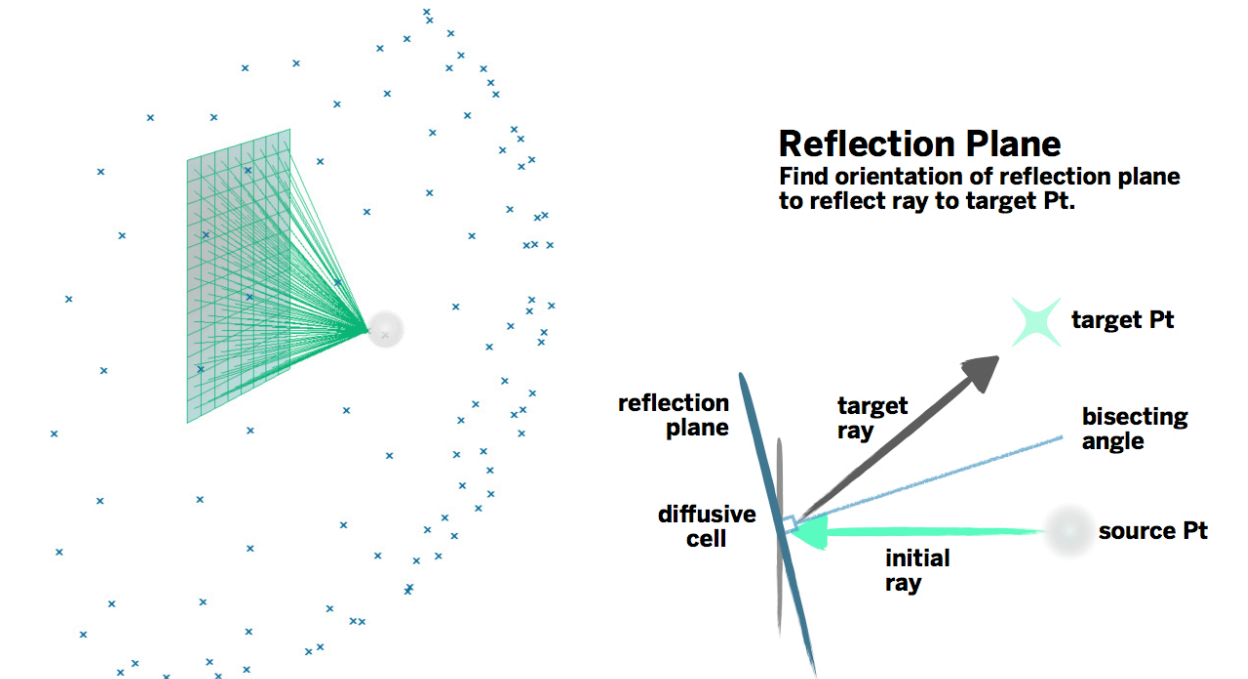 Reflection Plane
Find orientation of reflection plane
to reflect ray to target Pt.
target Pt
reflection
plane
target
ray
bisecting
angle
diffusive
cell
source Pt
initial
ray